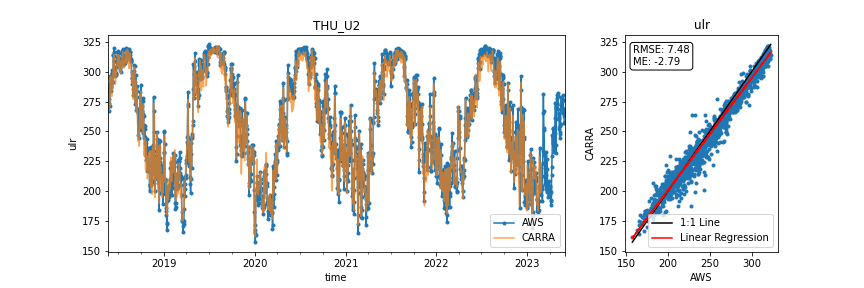 THU_U2
ulr
325
300
275
250
225
200
175
150
2019
2020
2021
2022
2023
time
ulr
AWS
CARRA
RMSE: 7.48
ME: -2.79
325
300
275
250
225
200
175
150
150
200
250
300
AWS
CARRA
1:1 Line
Linear Regression